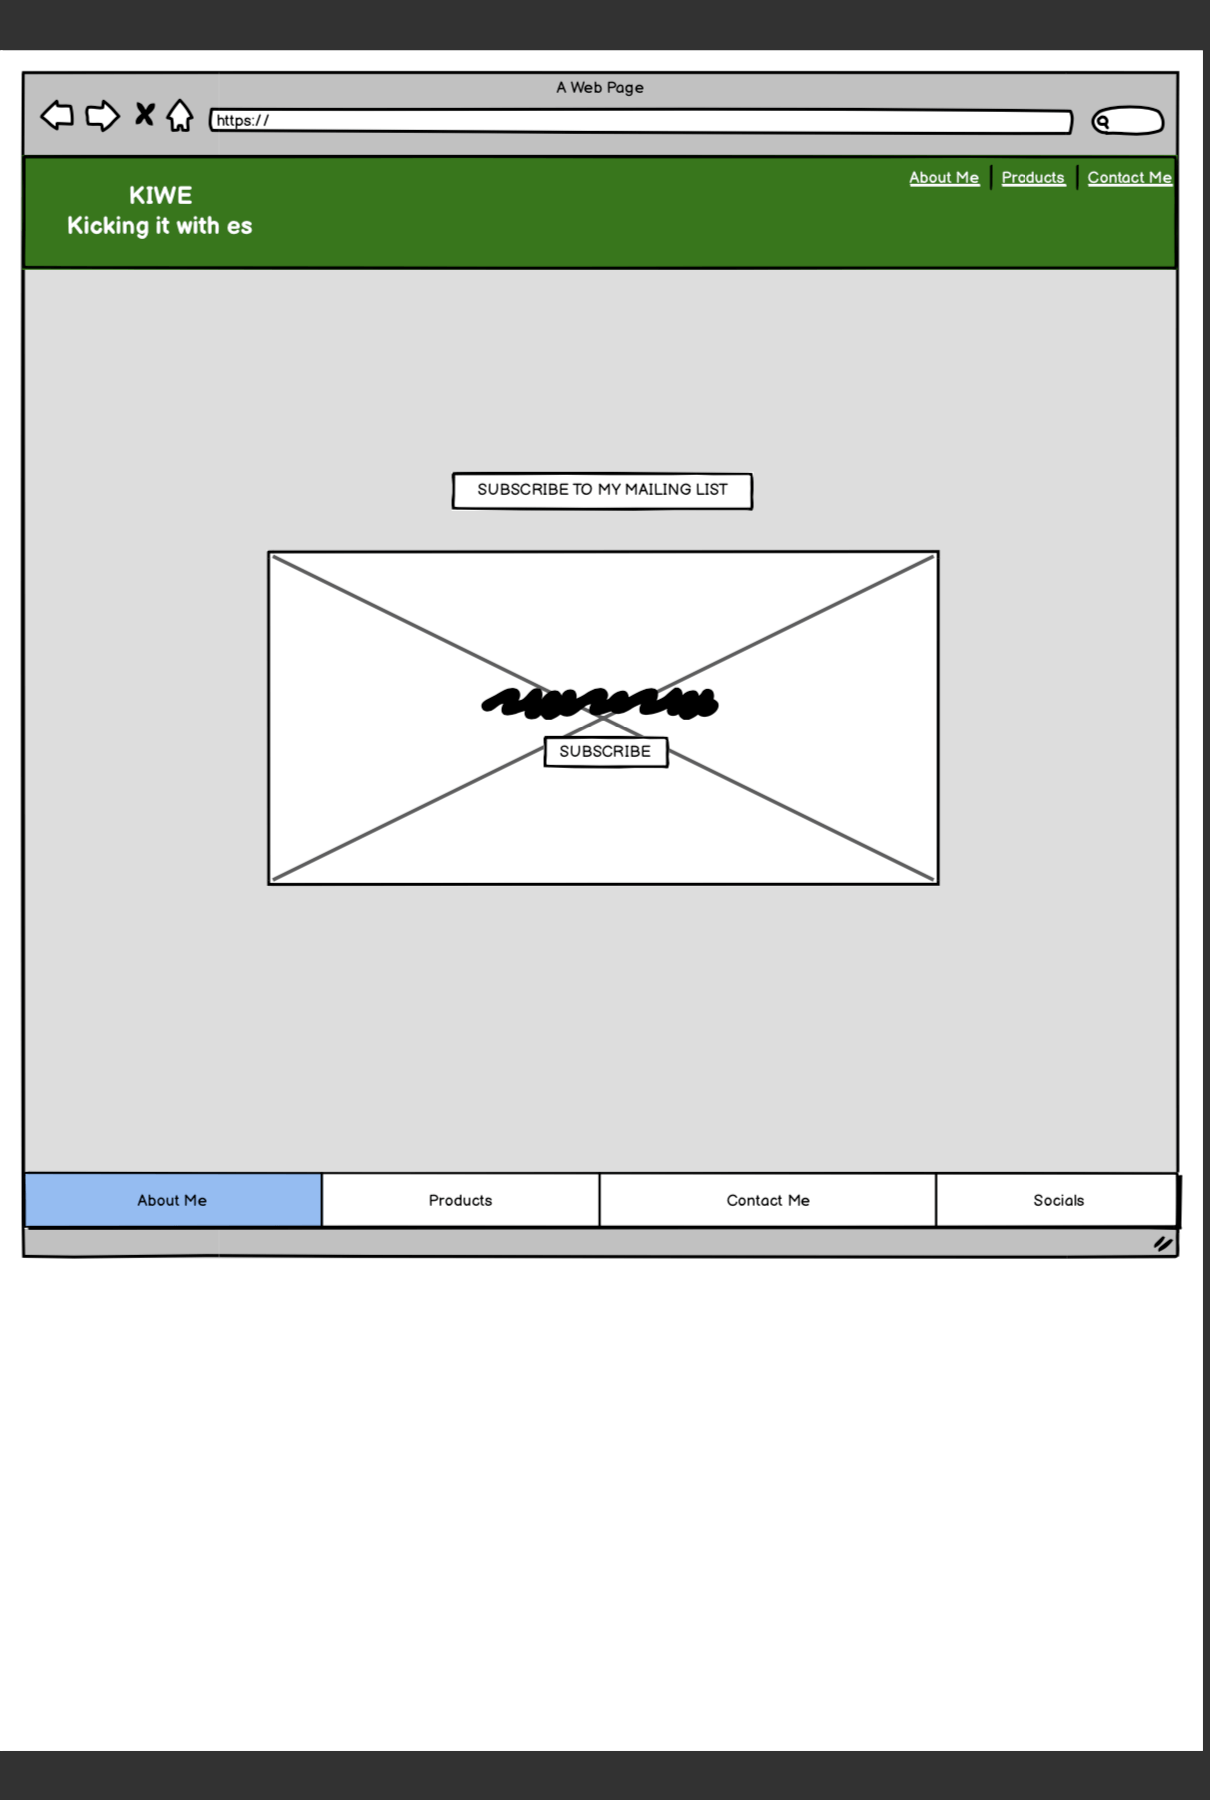 A Web Page
https://
About Me
Products
Contact Me
KIWE
Kicking it with es
SUBSCRIBE TO MY MAILING LIST
SUBSCRIBE
About Me
Products
Contact Me
Socials